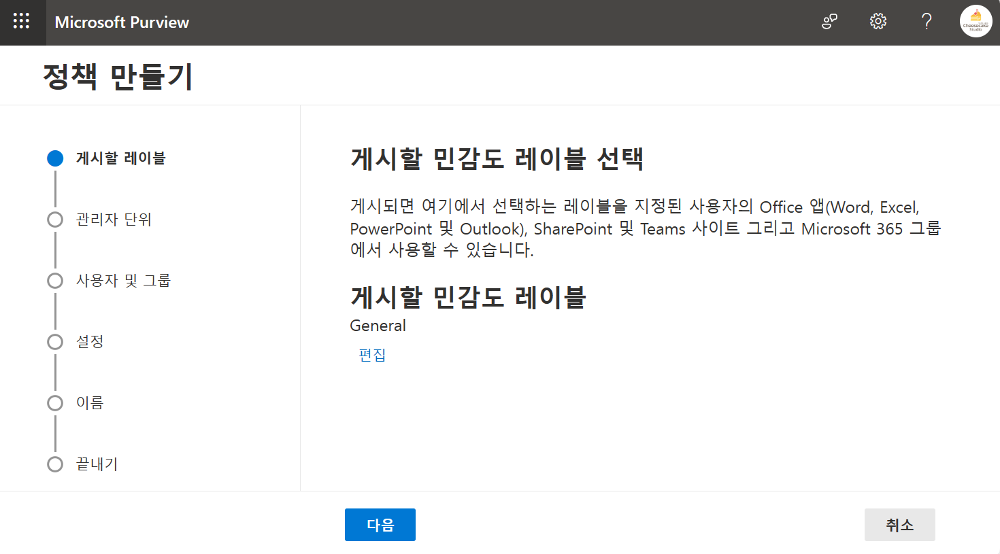 Microsoft Purview
Cheesecake
Studio
정책 만들기
게시할 레이블
관리자 단위
사용자 및 그룹
설정
이름
끝내기
게시할 민감도 레이블 선택
게시되면 여기에서 선택하는 레이블을 지정된 사용자의 Office 앱(Word, Excel,
PowerPoint 및 Outlook), SharePoint 및 Teams 사이트 그리고 Microsoft 365 그룹
에서 사용할 수 있습니다.
게시할 민감도 레이블
General
편집
다음
취소